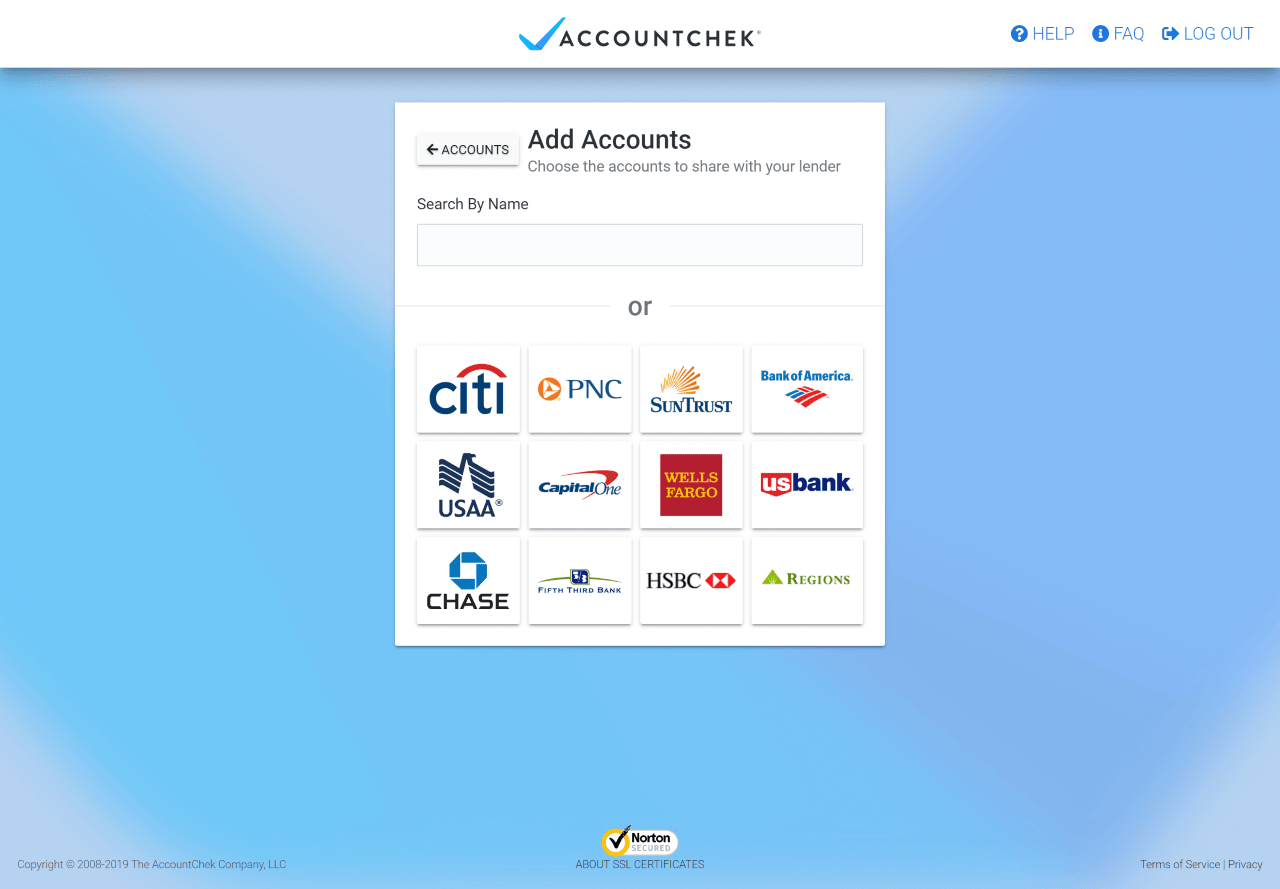 ACCOUNTCHEK®
HELP
FAQ
LOG OUT
ACCOUNTS
Add Accounts
Choose the accounts to share with your lender
Search By Name
or
citi
PNC
SUNTRUST
Bank of America
USAA®
Capital One
WELLS FARGO
usbank
CHASE
FIFTH THIRD BANK
HSBC
REGIONS
Norton
SECURED
Copyright © 2008-2019 The AccountChek Company, LLC
ABOUT SSL CERTIFICATES
Terms of Service | Privacy